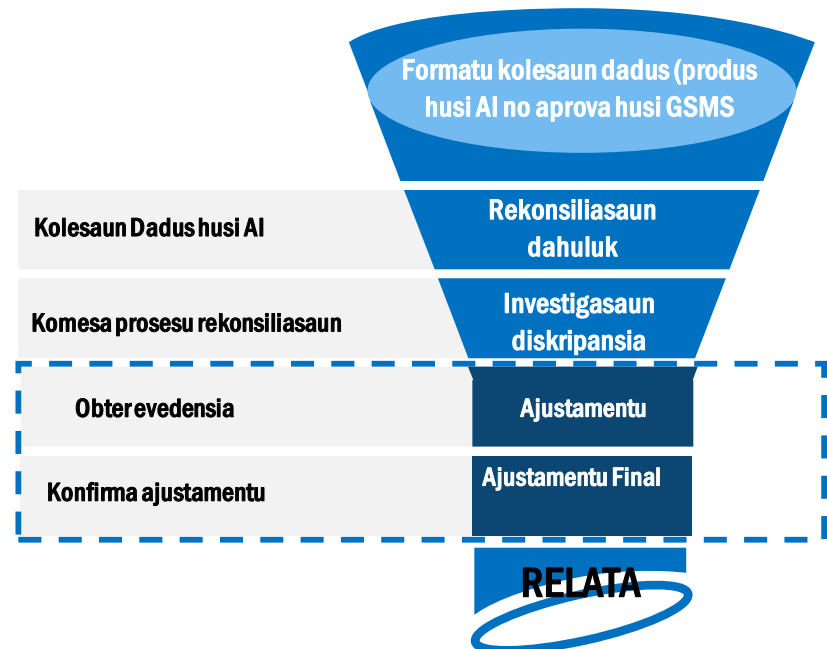 Formatu kolesaun dadus (produs
husi AI no aprova husi GSMS
Kolesaun Dadus husi AI
Rekonsiliasaun
dahuluk
Komesa prosesu rekonsiliasaun
Investigasaun
diskripansia
Obter evedensia
Ajustamentu
Konfirma ajustamentu
Ajustamentu Final
RELATA